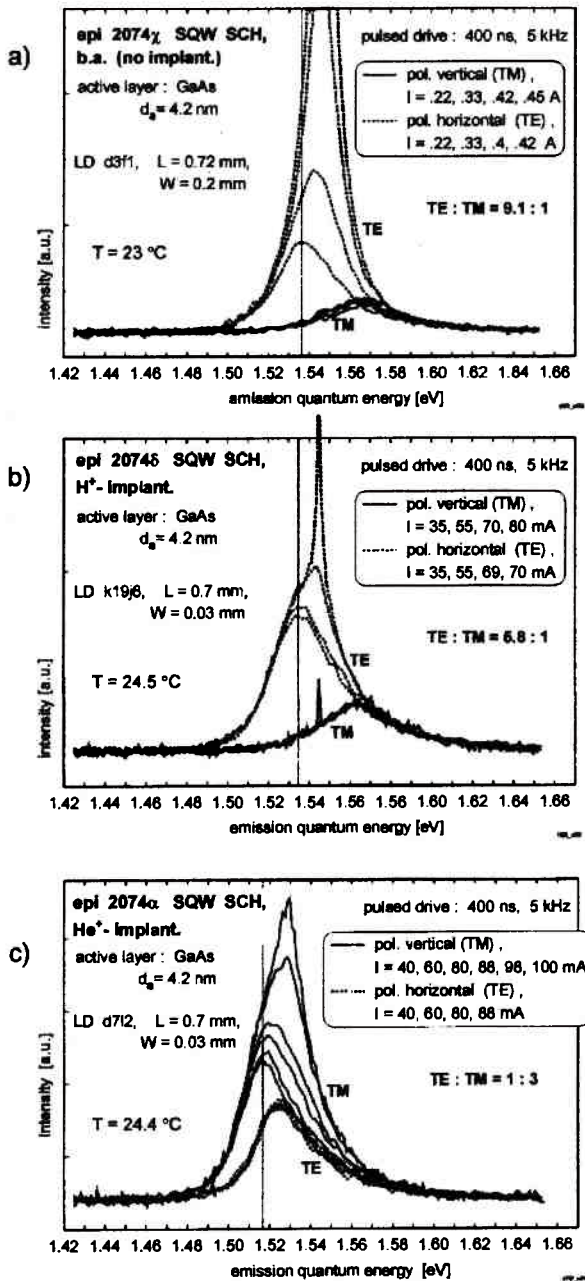 a)
epi 2074χ SQW SCH,
b.a. (no implant.)
active layer : GaAs
dₐ= 4.2 nm
LD d3f1, L = 0.72 mm,
W = 0.2 mm
T = 23 °C
pulsed drive : 400 ns, 5 kHz
pol. vertical (TM) ,
I = .22, .33, .42, .45 A
pol. horizontal (TE) ,
I = .22, .33, .4, .42 A
TE : TM = 9.1 : 1
TE
TM
intensity [a.u.]
1.42 1.44 1.46 1.48 1.50 1.52 1.54 1.56 1.58 1.60 1.62 1.64 1.66
emission quantum energy [eV]
b)
epi 2074δ SQW SCH,
H⁺- implant.
active layer : GaAs
dₐ= 4.2 nm
LD k19j6, L = 0.7 mm,
W = 0.03 mm
T = 24.5 °C
pulsed drive : 400 ns, 5 kHz
pol. vertical (TM) ,
I = 35, 55, 70, 80 mA
pol. horizontal (TE) ,
I = 35, 55, 69, 70 mA
TE : TM = 5.8 : 1
TE
TM
intensity [a.u.]
1.42 1.44 1.46 1.48 1.50 1.52 1.54 1.56 1.58 1.60 1.62 1.64 1.66
emission quantum energy [eV]
c)
epi 2074α SQW SCH,
He⁺- implant.
active layer : GaAs
dₐ= 4.2 nm
LD d7l2, L = 0.7 mm,
W = 0.03 mm
T = 24.4 °C
pulsed drive : 400 ns, 5 kHz
pol. vertical (TM) ,
I = 40, 60, 80, 88, 98, 100 mA
pol. horizontal (TE) ,
I = 40, 60, 80, 88 mA
TE : TM = 1 : 3
TM
TE
intensity [a.u.]
1.42 1.44 1.46 1.48 1.50 1.52 1.54 1.56 1.58 1.60 1.62 1.64 1.66
emission quantum energy [eV]